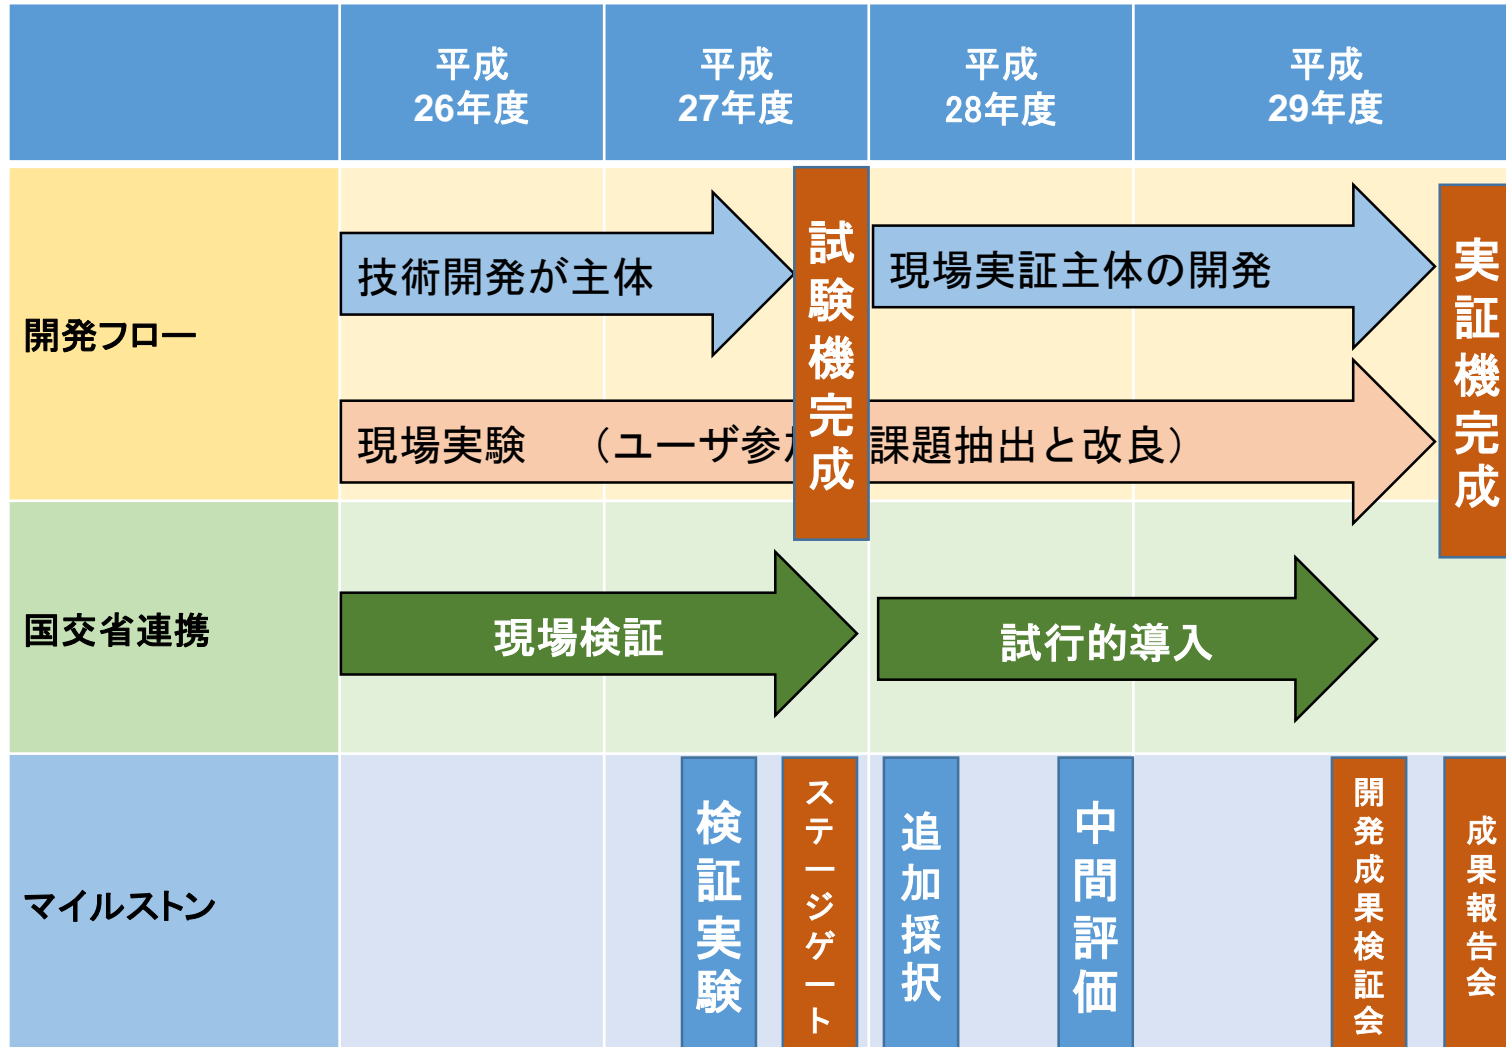 平成
26年度
平成
27年度
平成
28年度
平成
29年度
開発フロー
技術開発が主体
試験機完成
現場実証主体の開発
実証機完成
現場実験　（ユーザ参
課題抽出と改良）
国交省連携
現場検証
試行的導入
マイルストン
検証実験
ステージゲート
追加採択
中間評価
開発成果検証会
成果報告会